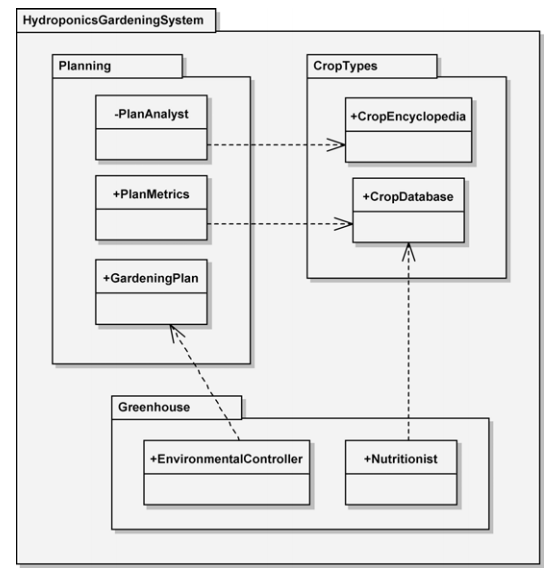 HydroponicsGardeningSystem
Planning
CropTypes
-PlanAnalyst
+CropEncyclopedia
+PlanMetrics
+CropDatabase
+GardeningPlan
Greenhouse
+EnvironmentalController
+Nutritionist